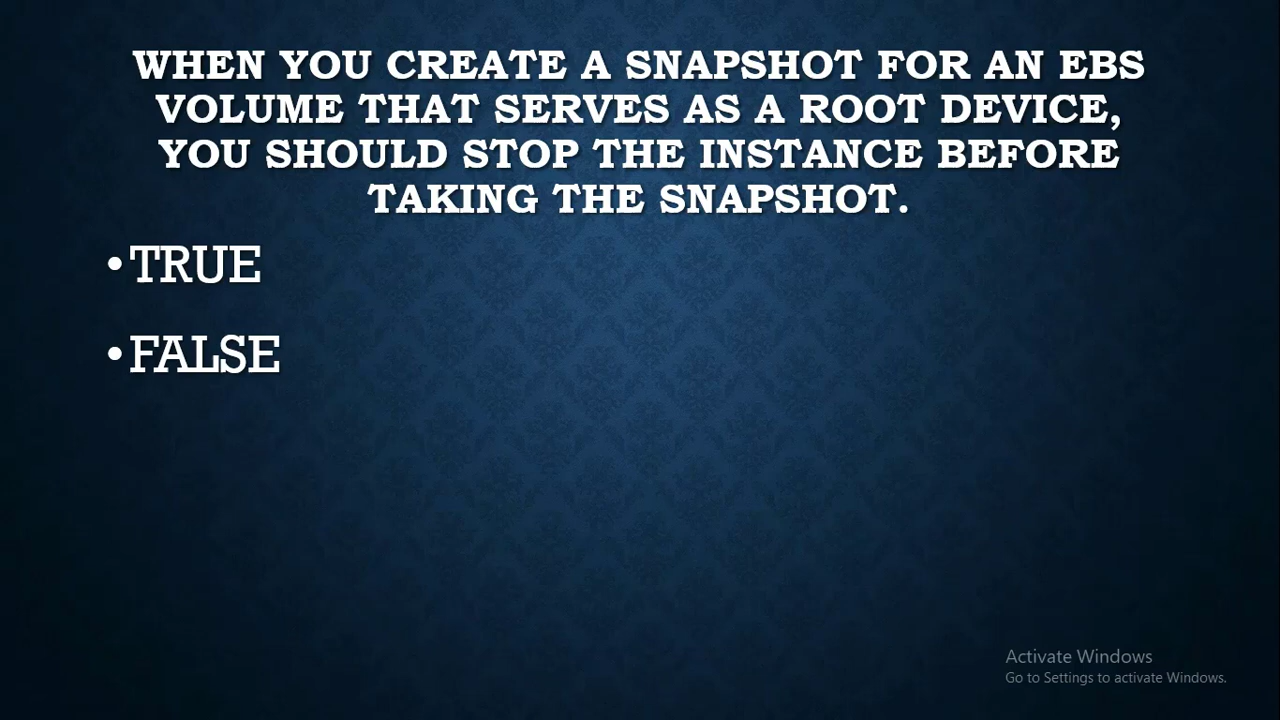 WHEN YOU CREATE A SNAPSHOT FOR AN EBS
VOLUME THAT SERVES AS A ROOT DEVICE,
YOU SHOULD STOP THE INSTANCE BEFORE
TAKING THE SNAPSHOT.
•TRUE
•FALSE
Activate Windows
Go to Settings to activate Windows.